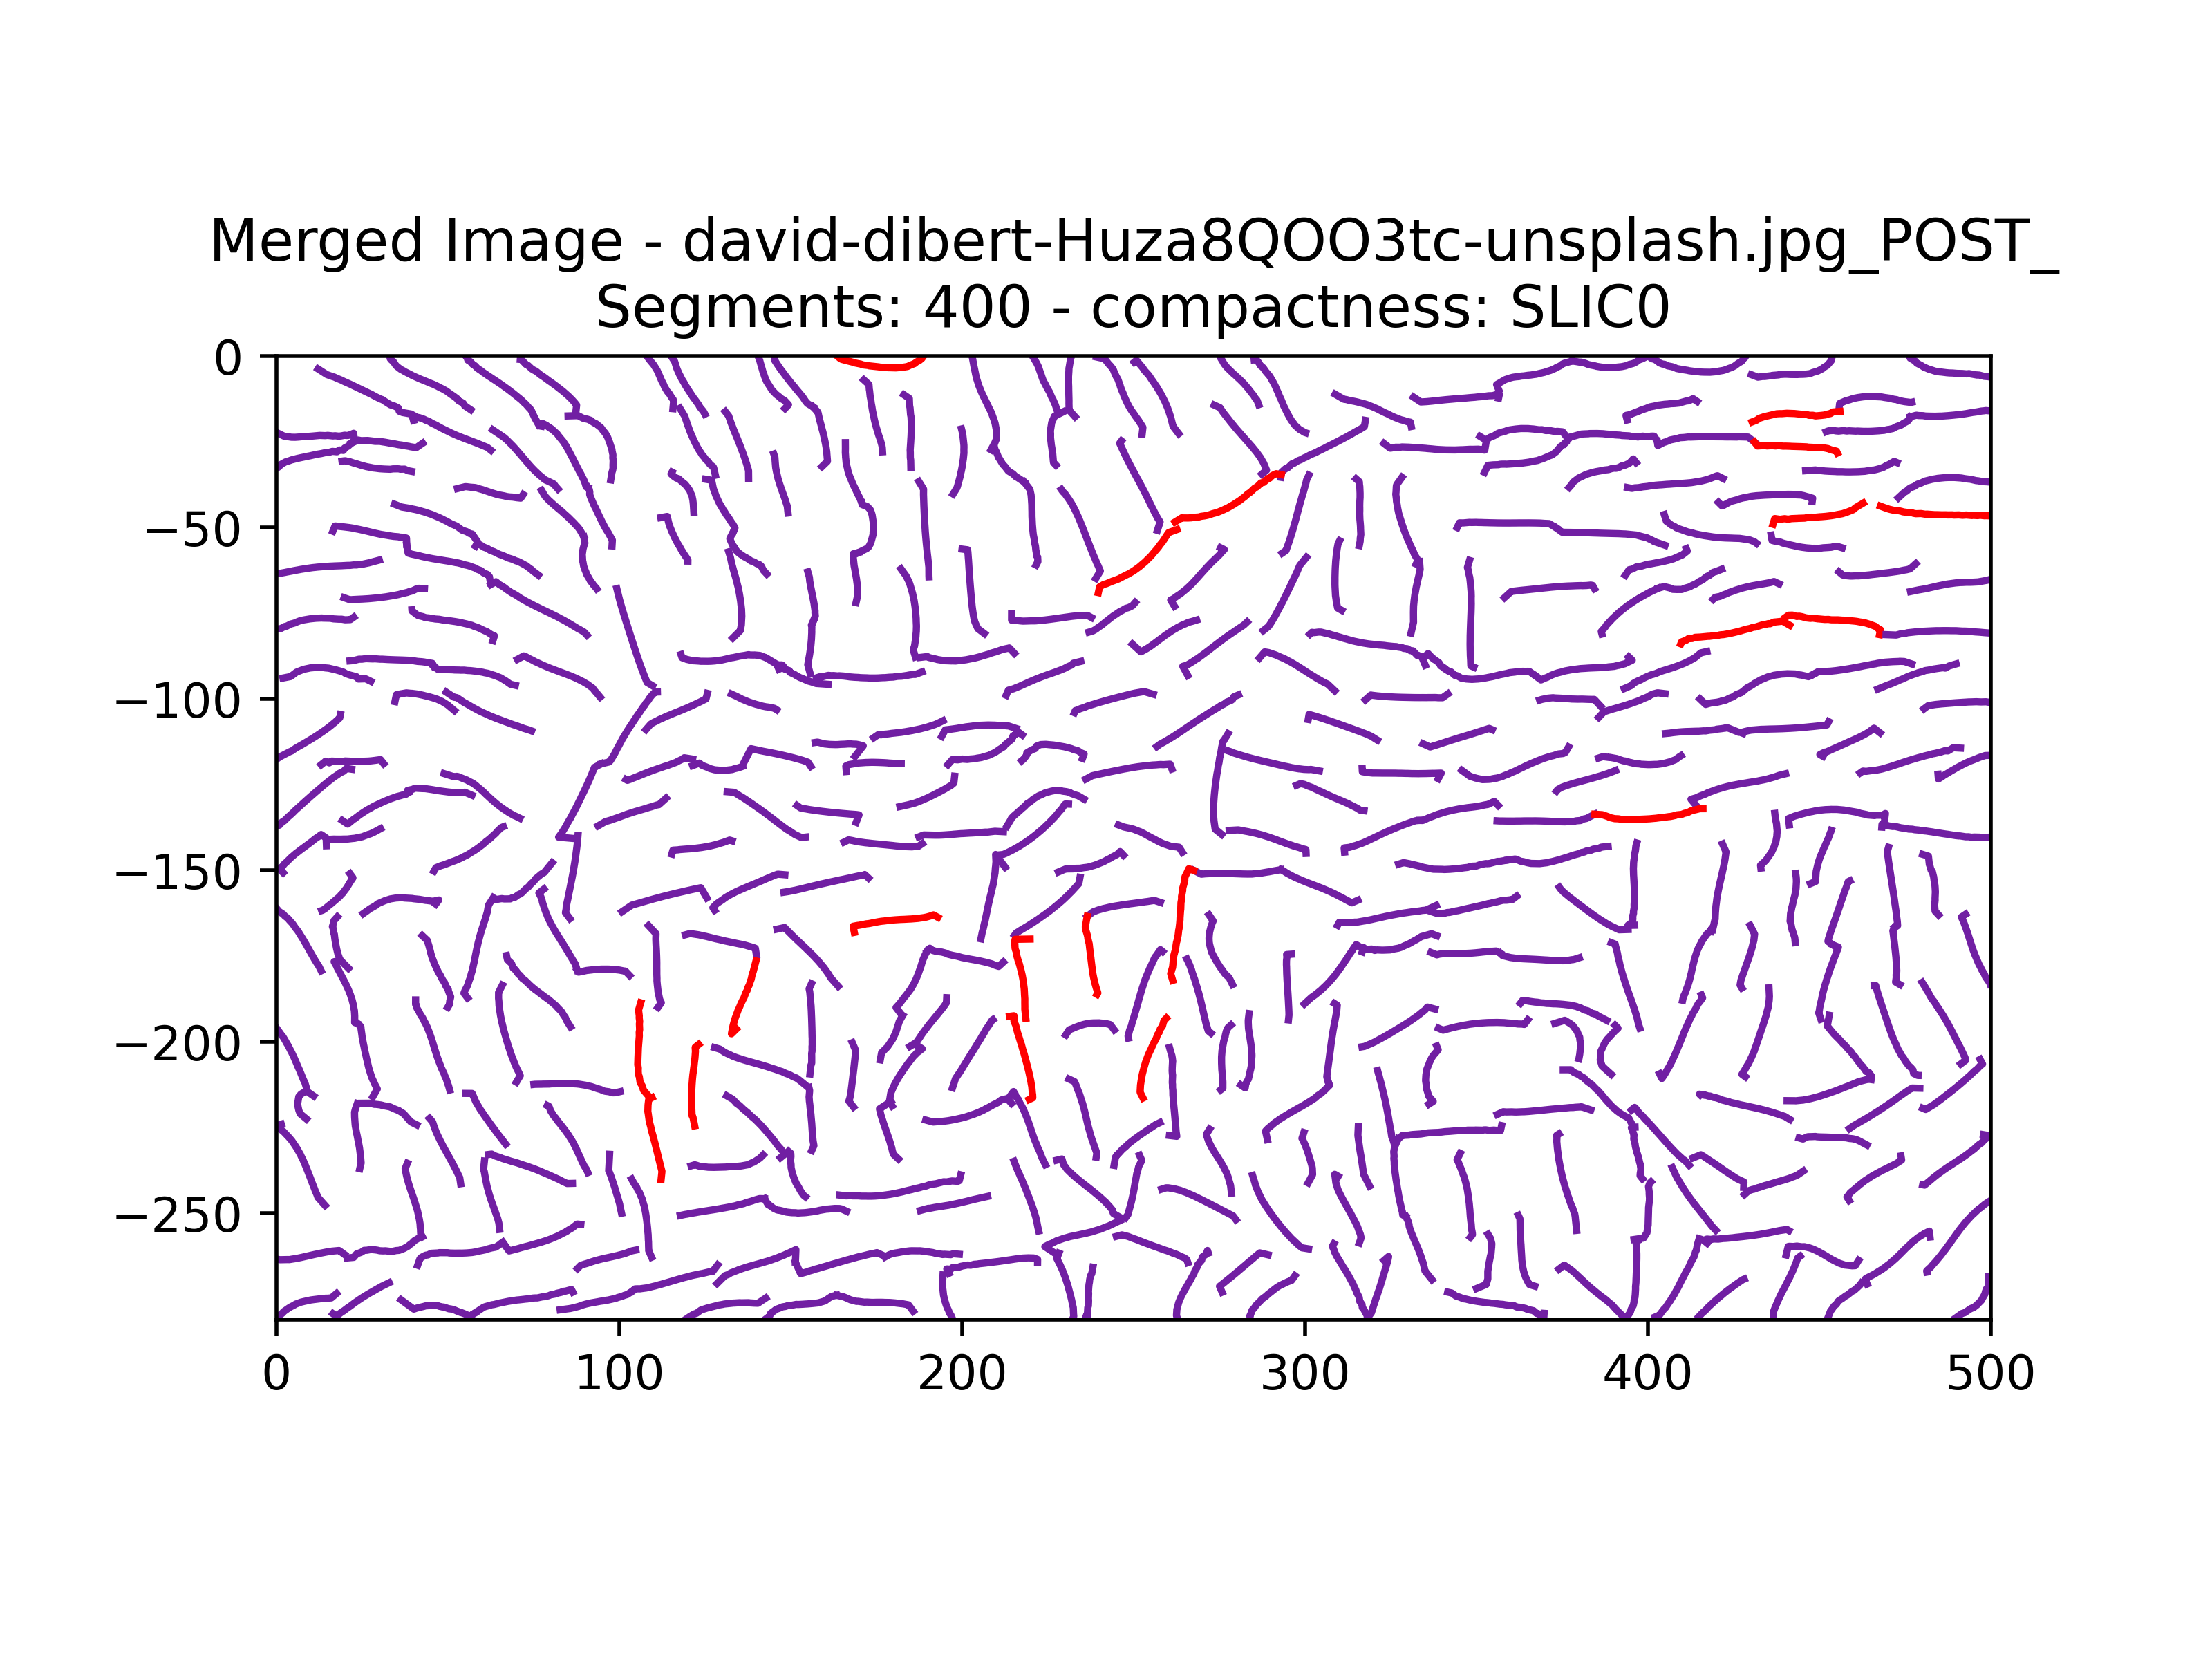 Merged Image - david-dibert-Huza8QOO3tc-unsplash.jpg_POST_
Segments: 400 - compactness: SLIC0
0
−50
−100
−150
−200
−250
0 100 200 300 400 500